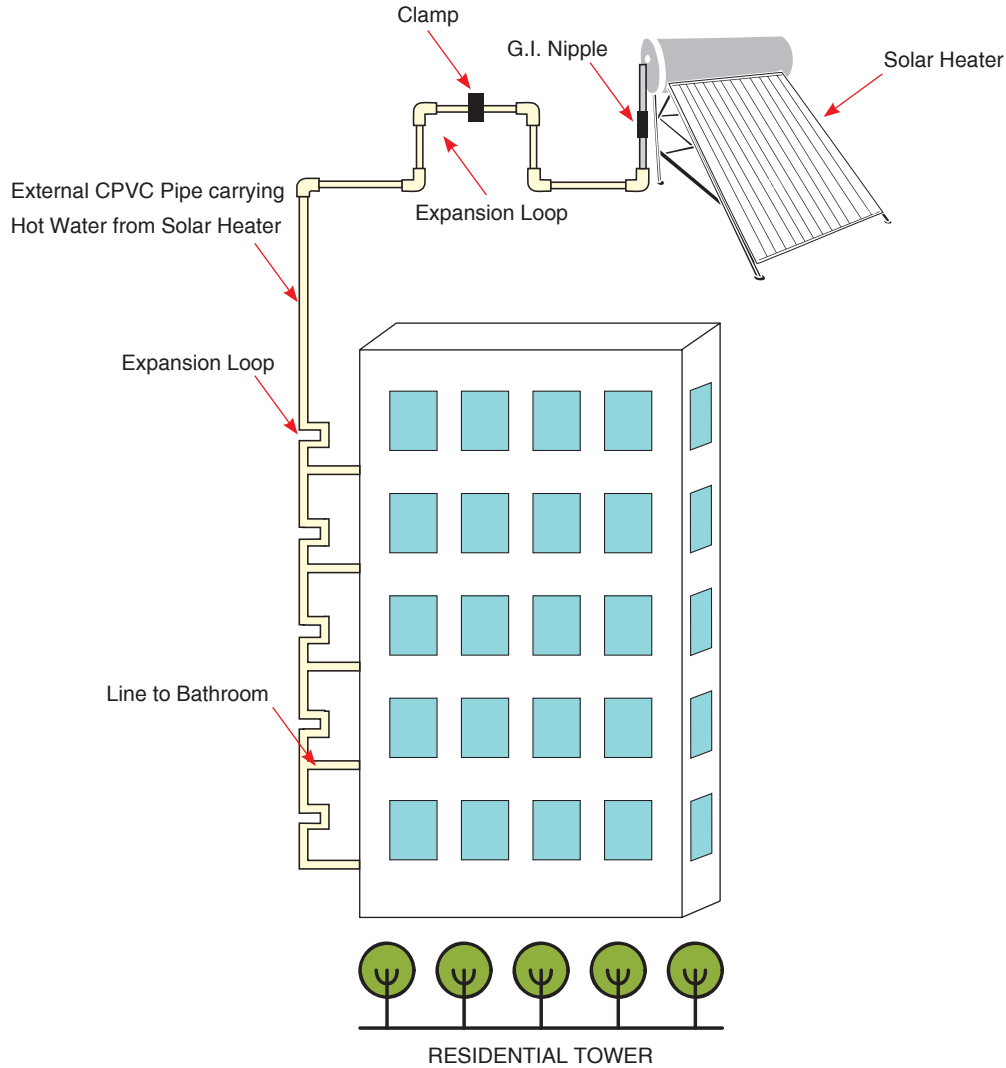 Clamp
G.I. Nipple
Solar Heater
External CPVC Pipe carrying
Hot Water from Solar Heater
Expansion Loop
Expansion Loop
Line to Bathroom
RESIDENTIAL TOWER